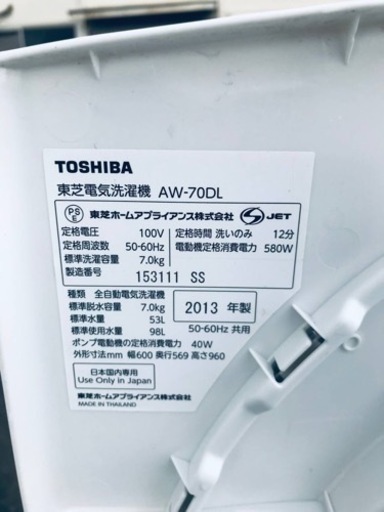 TOSHIBA
東芝電気洗濯機 AW-70DL
PSE 東芝ホームアプライアンス株式会社 S JET
定格電圧 100V 定格時間 洗いのみ 12分
定格周波数 50-60Hz 電動機定格消費電力 580W
標準洗濯容量 7.0kg
製造番号 153111 SS
種類 全自動電気洗濯機
標準脱水容量 7.0kg 2013 年製
標準水量 53L
標準使用水量 98L 50-60Hz 共用
ポンプ電動機の定格消費電力 40W
外形寸法mm 幅600 奥行569 高さ960
日本国内専用
Use Only in Japan
東芝ホームアプライアンス株式会社
MADE IN THAILAND